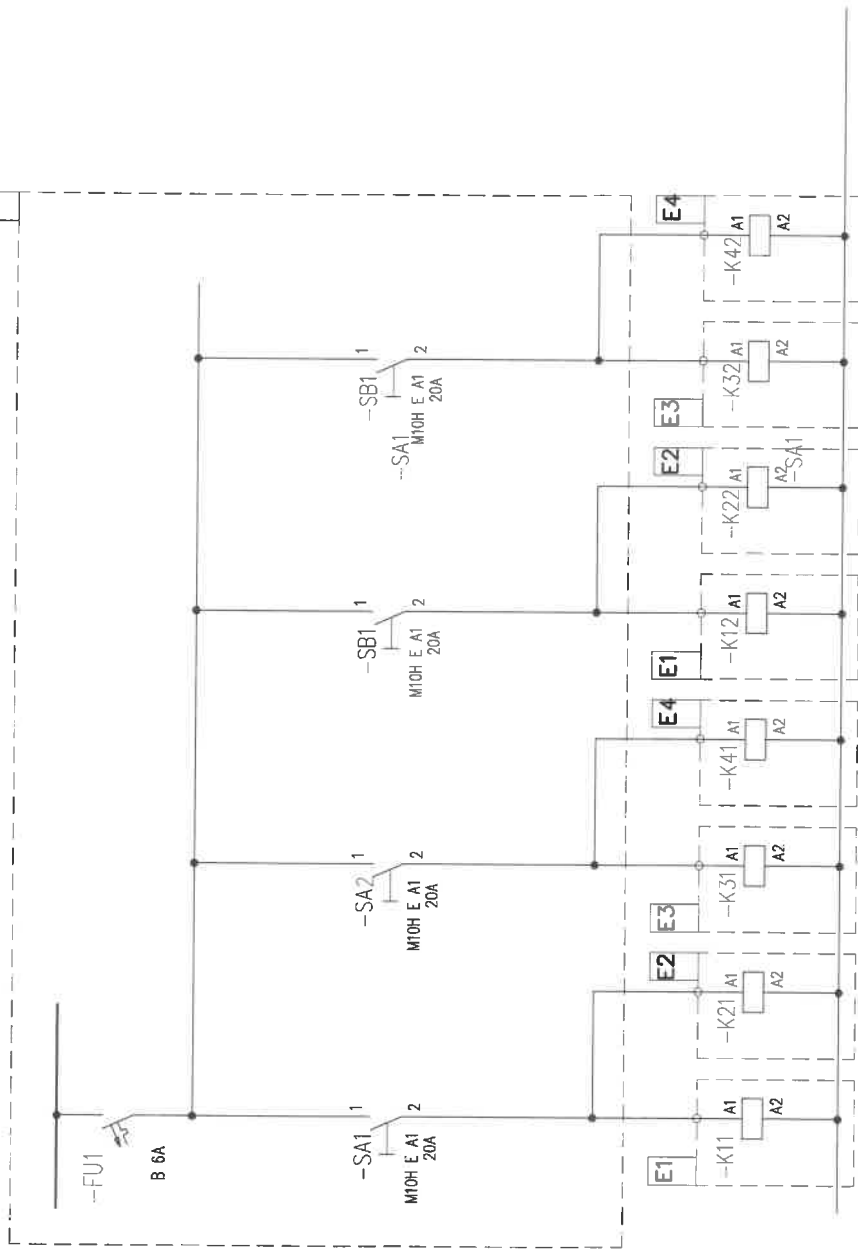 -FU1
B 6A
1
-SA1
2
M10H E A1
20A
1
-SA2
2
M10H E A1
20A
1
-SB1
2
M10H E A1
20A
1
-SB1
2
-SA1
M10H E A1
20A
E1
-K11
A1
A2
E2
-K21
A1
A2
E3
-K31
A1
A2
E4
-K41
A1
A2
E1
-K12
A1
A2
E2
-K22
A1
A2
-SA1
E3
-K32
A1
A2
E4
-K42
A1
A2